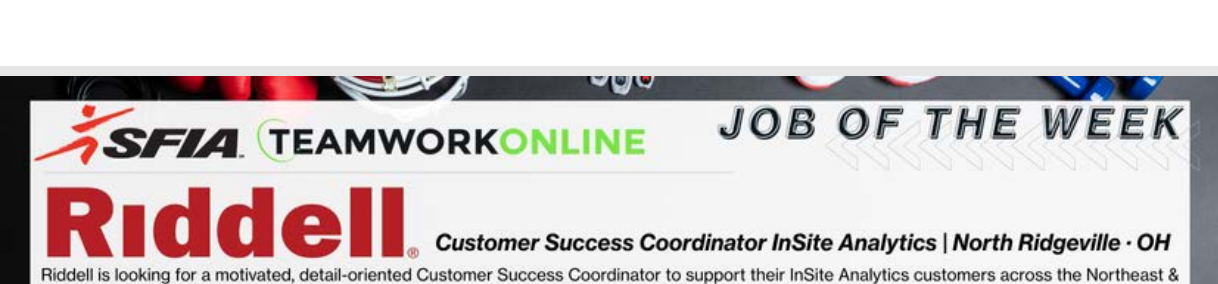 SFIA. TEAMWORKONLINE JOB OF THE WEEK
Riddell® Customer Success Coordinator InSite Analytics | North Ridgeville · OH
Riddell is looking for a motivated, detail-oriented Customer Success Coordinator to support their InSite Analytics customers across the Northeast &